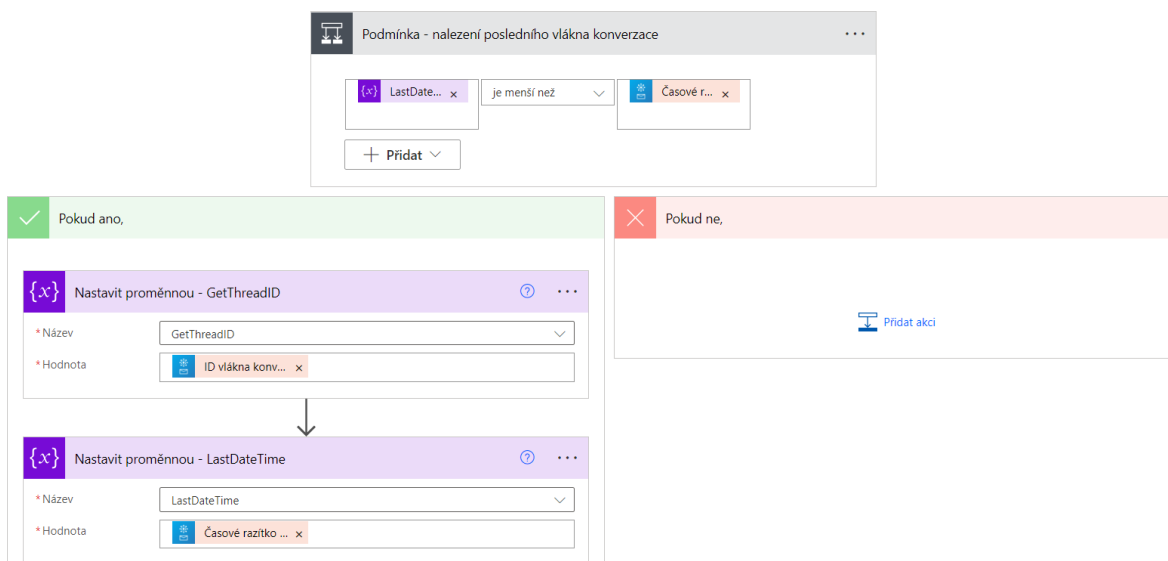 Podmínka - nalezení posledního vlákna konverzace
{x} LastDate... × je menší než Časové r... ×
Přidat
Pokud ano,
Pokud ne,
{x} Nastavit proměnnou - GetThreadID
* Název GetThreadID
* Hodnota ID vlákna konv... ×
Přidat akci
{x} Nastavit proměnnou - LastDateTime
* Název LastDateTime
* Hodnota Časové razítko ... ×